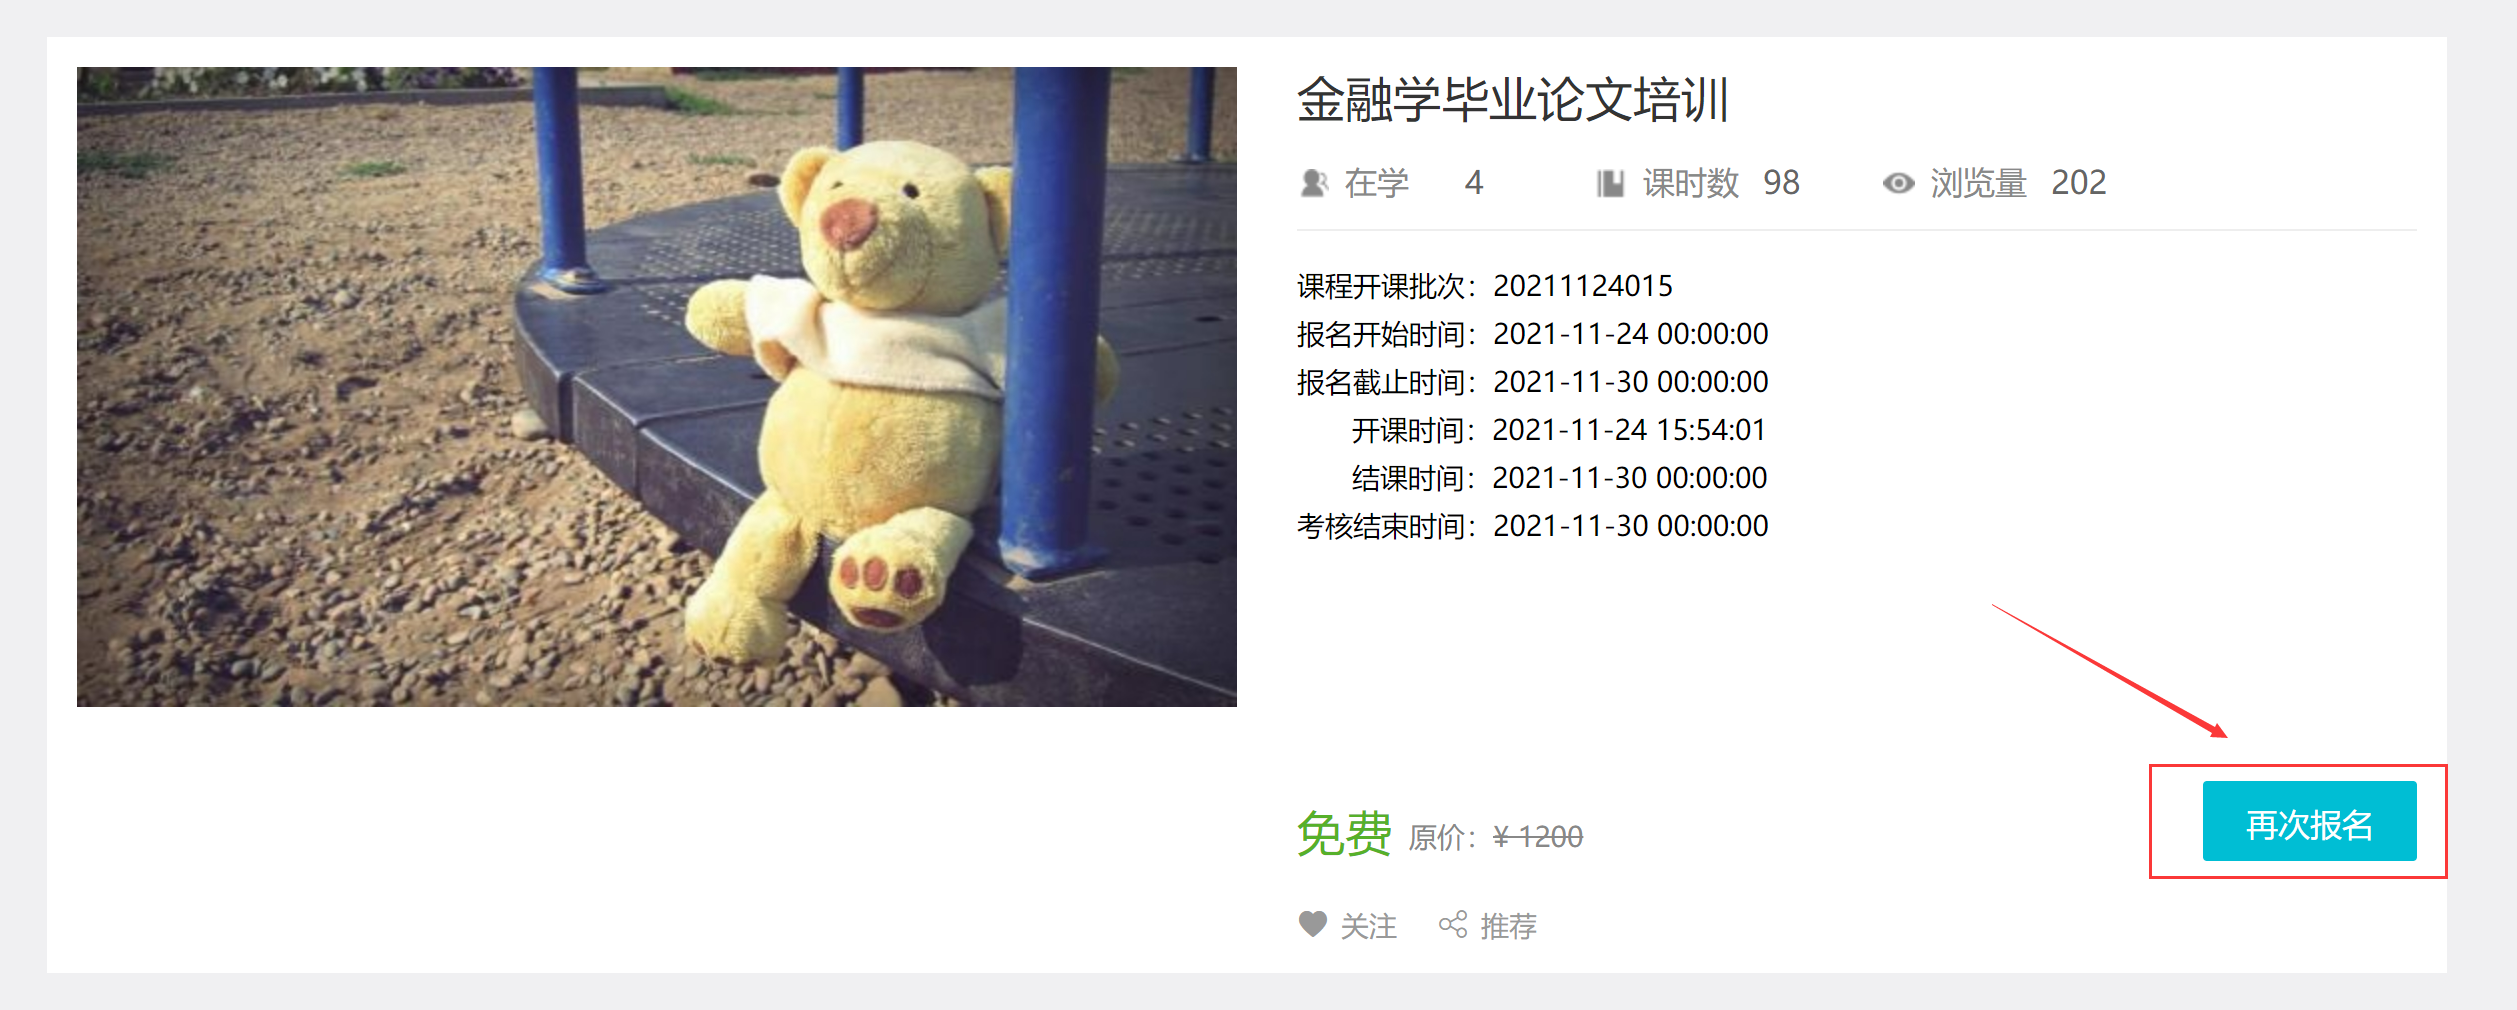 金融学毕业论文培训
在学 4 课时数 98 浏览量 202
课程开课批次：20211124015
报名开始时间：2021-11-24 00:00:00
报名截止时间：2021-11-30 00:00:00
开课时间：2021-11-24 15:54:01
结课时间：2021-11-30 00:00:00
考核结束时间：2021-11-30 00:00:00
免费 原价：¥ 1200
再次报名
关注 推荐